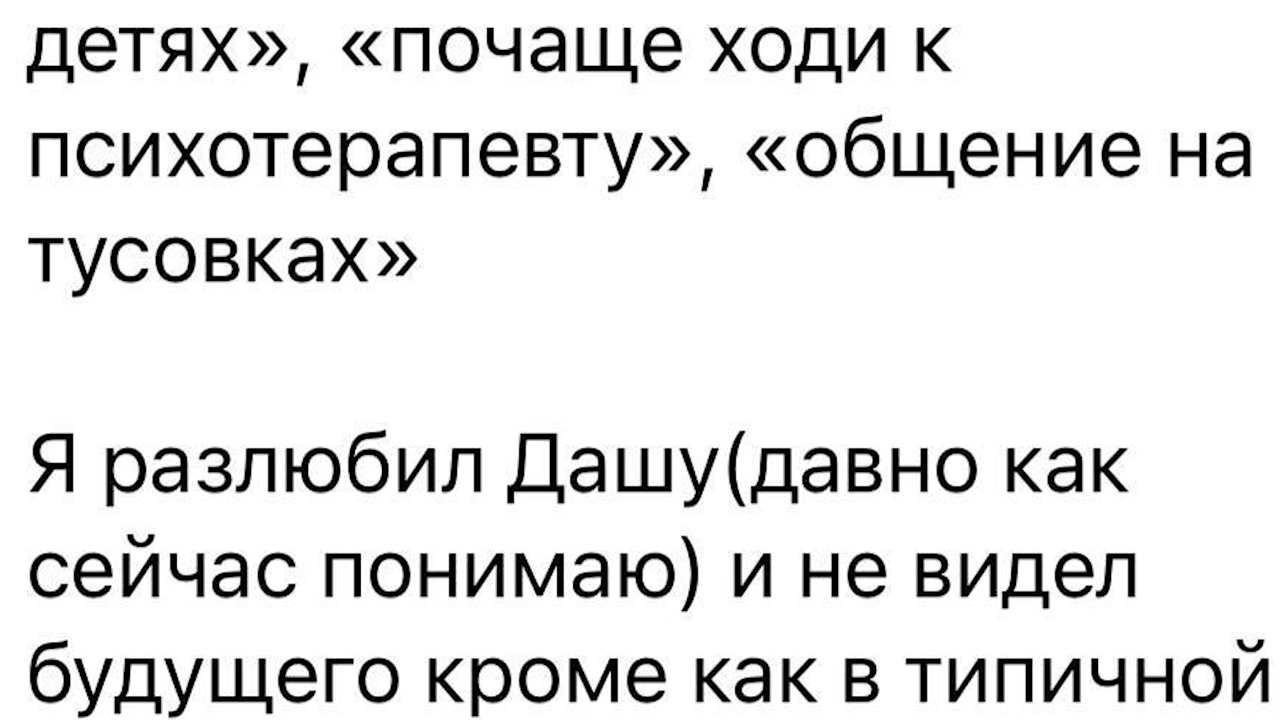 детях», «почаще ходи к
психотерапевту», «общение на
тусовках»
Я разлюбил Дашу(давно как
сейчас понимаю) и не видел
будущего кроме как в типичной